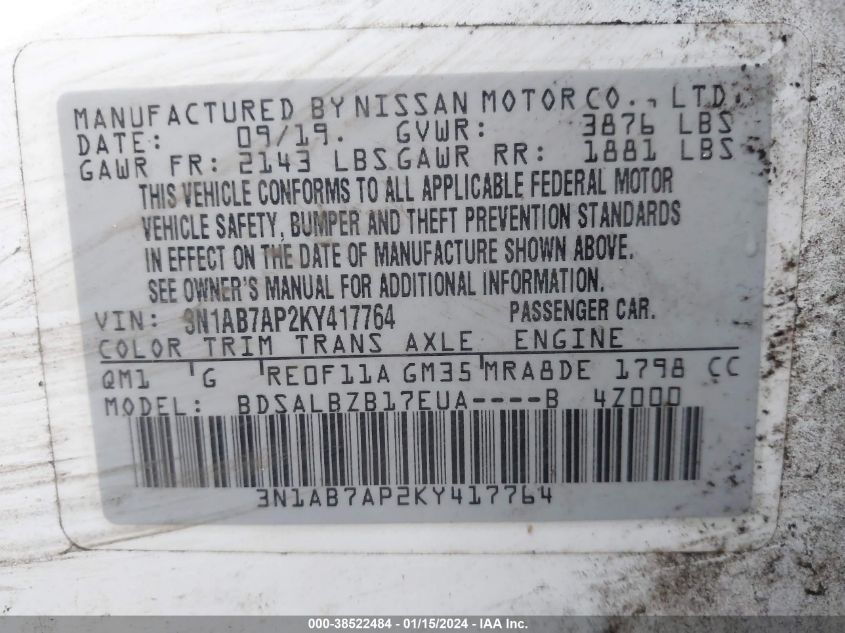 MANUFACTURED BY NISSAN MOTOR CO., LTD.
DATE: 09/19. GVWR: 3876 LBS
GAWR FR: 2143 LBS GAWR RR: 1881 LBS
THIS VEHICLE CONFORMS TO ALL APPLICABLE FEDERAL MOTOR
VEHICLE SAFETY, BUMPER AND THEFT PREVENTION STANDARDS
IN EFFECT ON THE DATE OF MANUFACTURE SHOWN ABOVE.
SEE OWNER'S MANUAL FOR ADDITIONAL INFORMATION.
VIN: 3N1AB7AP2KY417764 PASSENGER CAR.
COLOR TRIM TRANS AXLE ENGINE
QM1 G RE0F11A GM35 MRA8DE 1798 CC
MODEL: BDSALBZB17EUA----B 4Z000
3N1AB7AP2KY417764
000-38522484 - 01/15/2024 - IAA Inc.